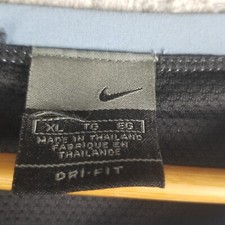 XL TG EG
MADE IN THAILAND
FABRIQUE EN
THAILANDE
DRI-FIT